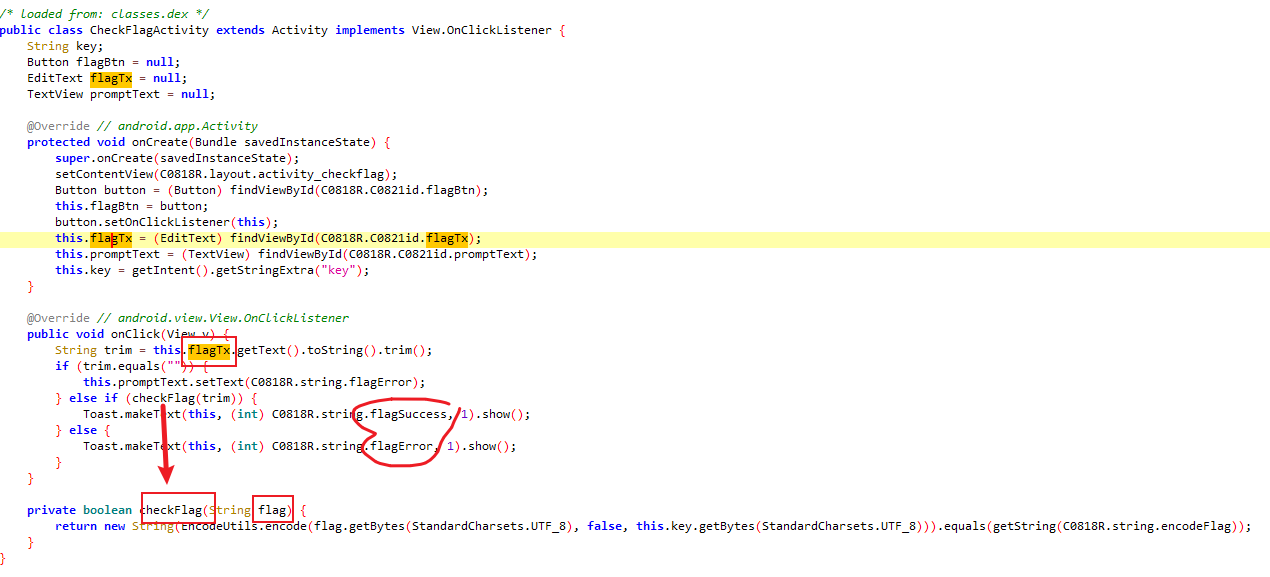 /* loaded from: classes.dex */
public class CheckFlagActivity extends Activity implements View.OnClickListener {
String key;
Button flagBtn = null;
EditText flagTx = null;
TextView promptText = null;
@Override // android.app.Activity
protected void onCreate(Bundle savedInstanceState) {
super.onCreate(savedInstanceState);
setContentView(C0818R.layout.activity_checkflag);
Button button = (Button) findViewById(C0818R.C0821id.flagBtn);
this.flagBtn = button;
button.setOnClickListener(this);
this.flagTx = (EditText) findViewById(C0818R.C0821id.flagTx);
this.promptText = (TextView) findViewById(C0818R.C0821id.promptText);
this.key = getIntent().getStringExtra("key");
}
@Override // android.view.View.OnClickListener
public void onClick(View v) {
String trim = this.flagTx.getText().toString().trim();
if (trim.equals("")) {
this.promptText.setText(C0818R.string.flagError);
} else if (checkFlag(trim)) {
Toast.makeText(this, (int) C0818R.string.flagSuccess, 1).show();
} else {
Toast.makeText(this, (int) C0818R.string.flagError, 1).show();
}
}
private boolean checkFlag(String flag) {
return new String(EncodeUtils.encode(flag.getBytes(StandardCharsets.UTF_8), false, this.key.getBytes(StandardCharsets.UTF_8))).equals(getString(C0818R.string.encodeFlag));
}
}